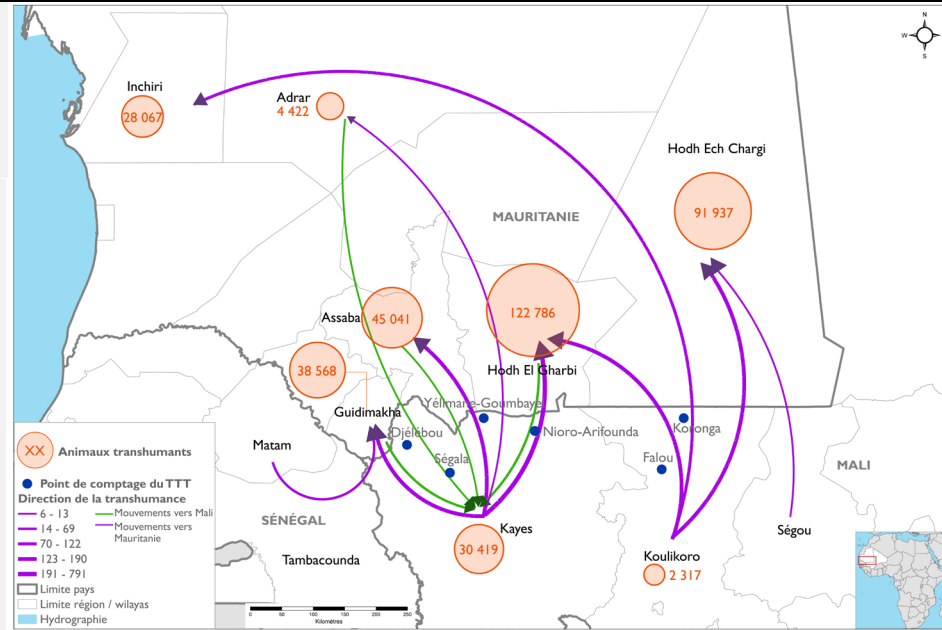 N
W
S
Inchiri
28 067
Adrar
4 422
Hodh Ech Chargi
91 937
MAURITANIE
Assaba
45 041
122 786
Hodh El Gharbi
38 568
Guidimakha
Yélimané-Goumbaye
Djélébou
Nioro-Arifounda
Koronga
Matam
Ségala
Falou
MALI
SÉNÉGAL
Kayes
30 419
Ségou
Tambacounda
Koulikoro
2 317
XX Animaux transhumants
Point de comptage du TTT
Direction de la transhumance
6 - 13
14 - 69
70 - 122
123 - 190
191 - 791
Mouvements vers Mali
Mouvements vers
Mauritanie
Limite pays
Limite région / wilayas
Hydrographie
0 50 100 150 200 250
Kilomètres